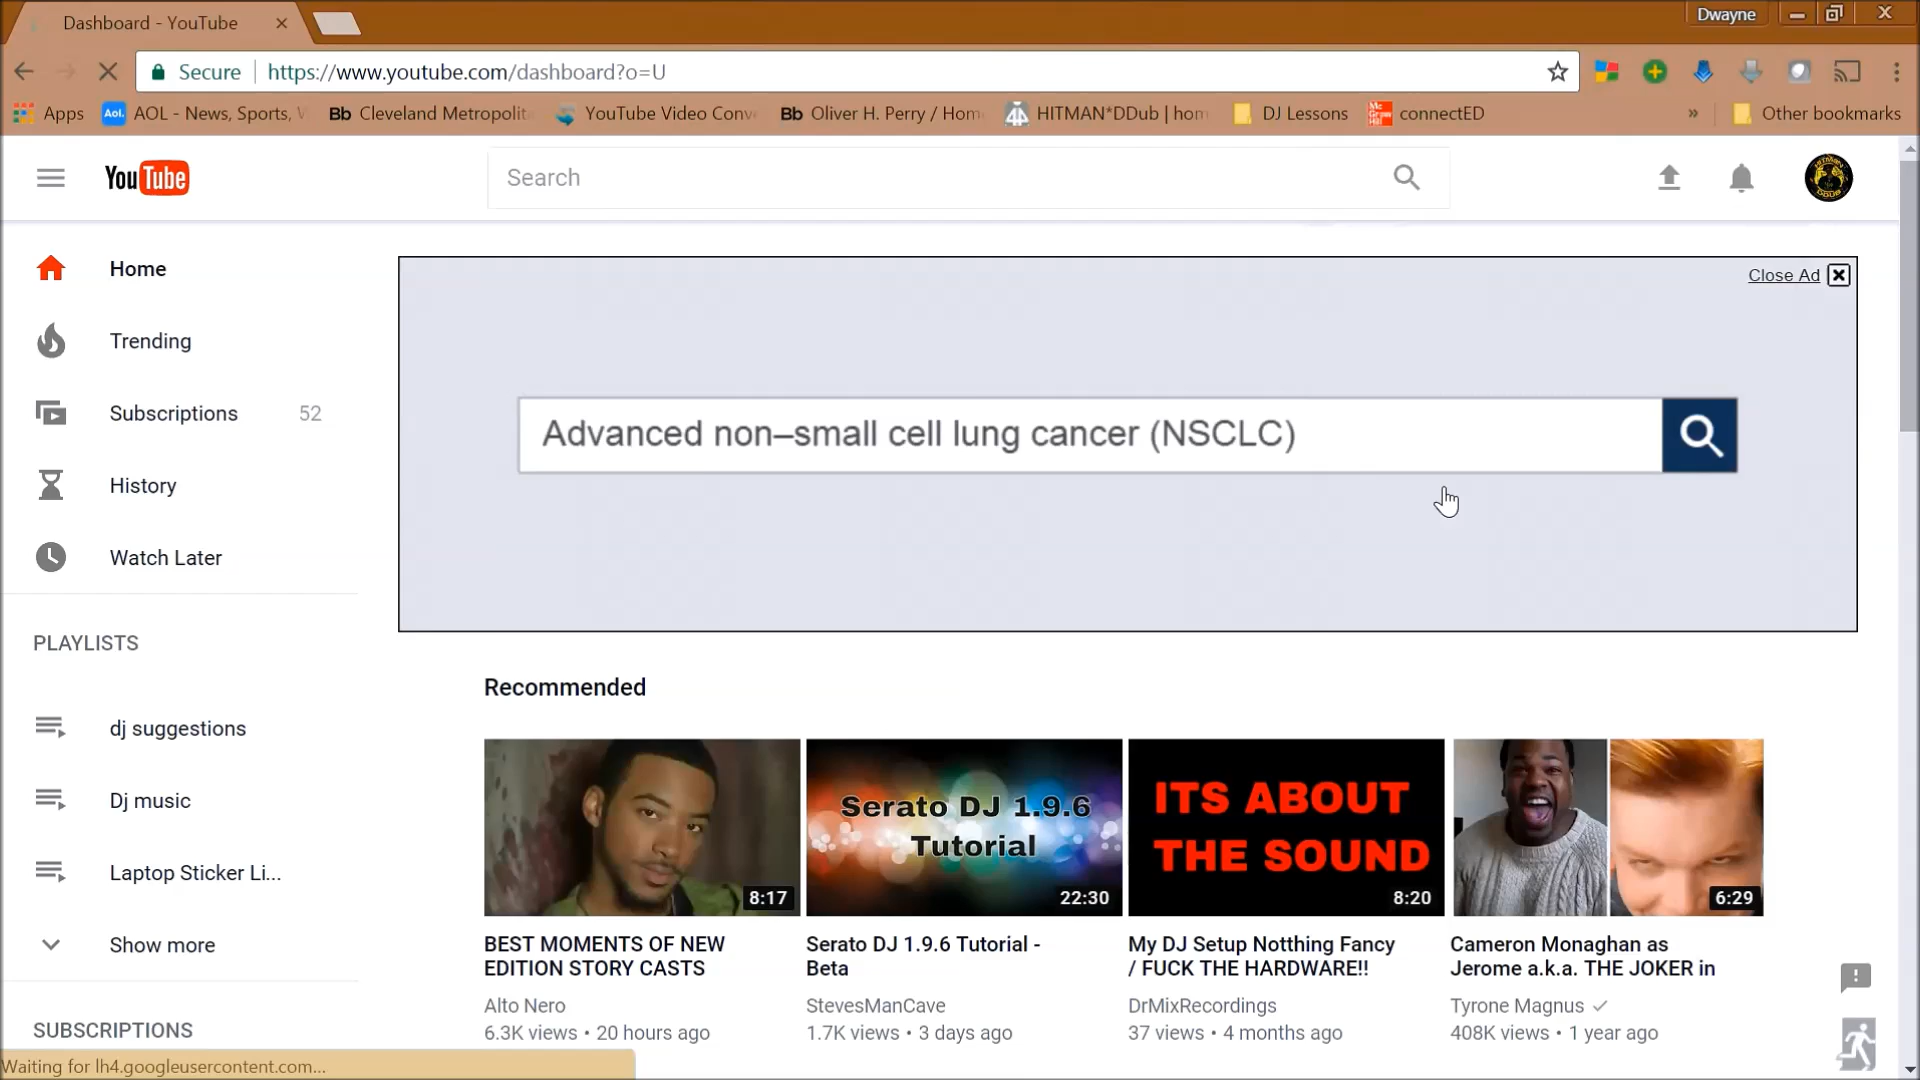 Dashboard - YouTube
Dwayne
Secure
https://www.youtube.com/dashboard?o=U
Apps
Aol.
AOL - News, Sports,
Bb
Cleveland Metropolit
YouTube Video Conv
Bb
Oliver H. Perry / Hom
HITMAN*DDub | hom
DJ Lessons
connectED
»
Other bookmarks
YouTube
Search
Home
Trending
Subscriptions 52
History
Watch Later
PLAYLISTS
dj suggestions
Dj music
Laptop Sticker Li...
Show more
SUBSCRIPTIONS
Close Ad
Advanced non–small cell lung cancer (NSCLC)
Recommended
8:17
BEST MOMENTS OF NEW
EDITION STORY CASTS
Alto Nero
6.3K views • 20 hours ago
Serato DJ 1.9.6
Tutorial
22:30
Serato DJ 1.9.6 Tutorial -
Beta
StevesManCave
1.7K views • 3 days ago
ITS ABOUT
THE SOUND
8:20
My DJ Setup Notthing Fancy
/ FUCK THE HARDWARE!!
DrMixRecordings
37 views • 4 months ago
6:29
Cameron Monaghan as
Jerome a.k.a. THE JOKER in
Tyrone Magnus
408K views • 1 year ago
Waiting for lh4.googleusercontent.com...